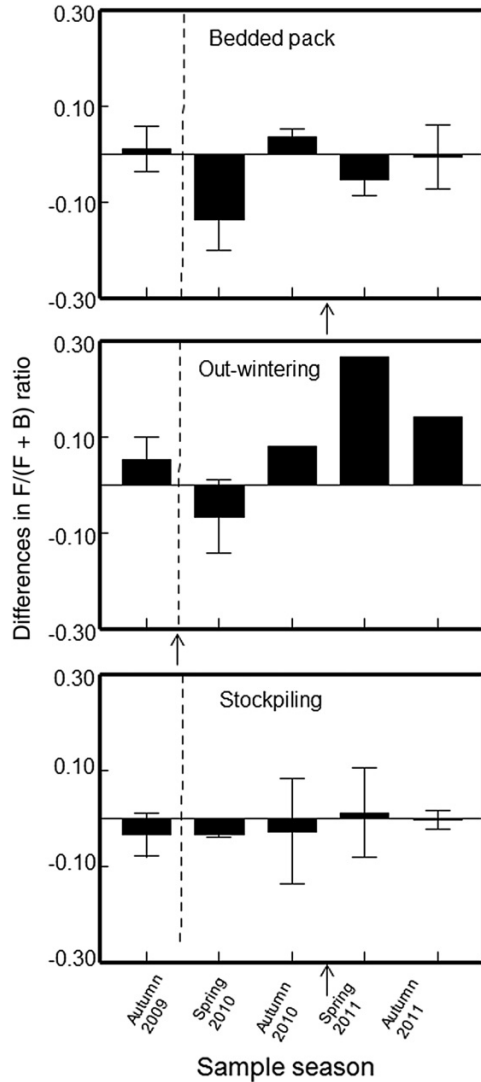 0.30
Bedded pack
0.10
-0.10
-0.30
0.30
Out-wintering
0.10
-0.10
-0.30
0.30
Stockpiling
0.10
-0.10
-0.30
Differences in F/(F + B) ratio
Autumn
2009
Spring
2010
Autumn
2010
Spring
2011
Autumn
2011
Sample season